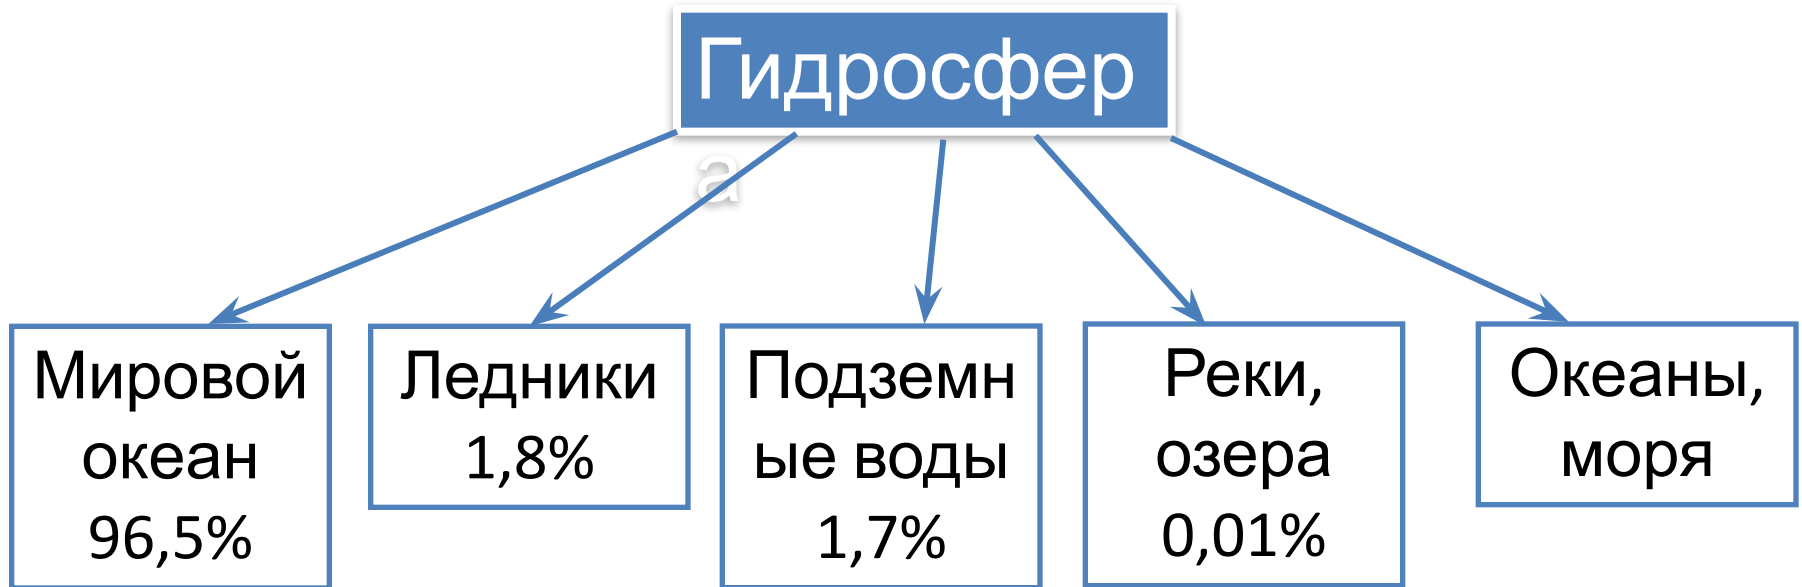 Гидросфер
а
Мировой
океан
96,5%
Ледники
1,8%
Подземн
ые воды
1,7%
Реки,
озера
0,01%
Океаны,
моря